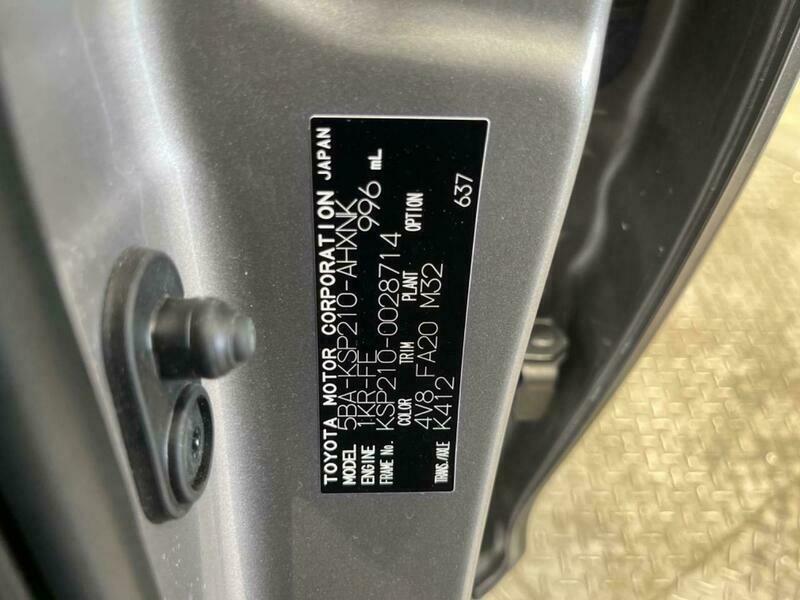 TOYOTA MOTOR CORPORATION JAPAN
MODEL 5BA-KSP210-AHXNK
ENGINE 1KR-FE 996 mL
FRAME No. KSP210-0028714
COLOR TRIM PLANT OPTION
4V8 FA20 M32
TRANS./AXLE K412 637